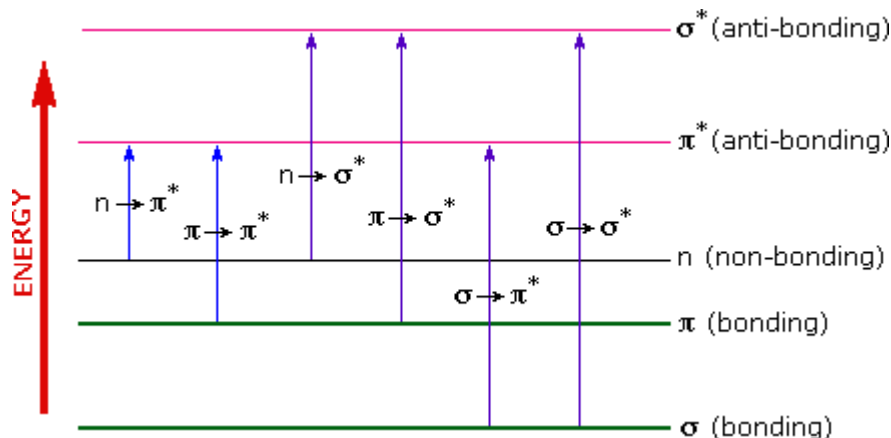 σ* (anti-bonding)
π* (anti-bonding)
n → σ*
n → π*
π → σ*
π → π*
σ → σ*
n (non-bonding)
σ → π*
π (bonding)
σ (bonding)
ENERGY